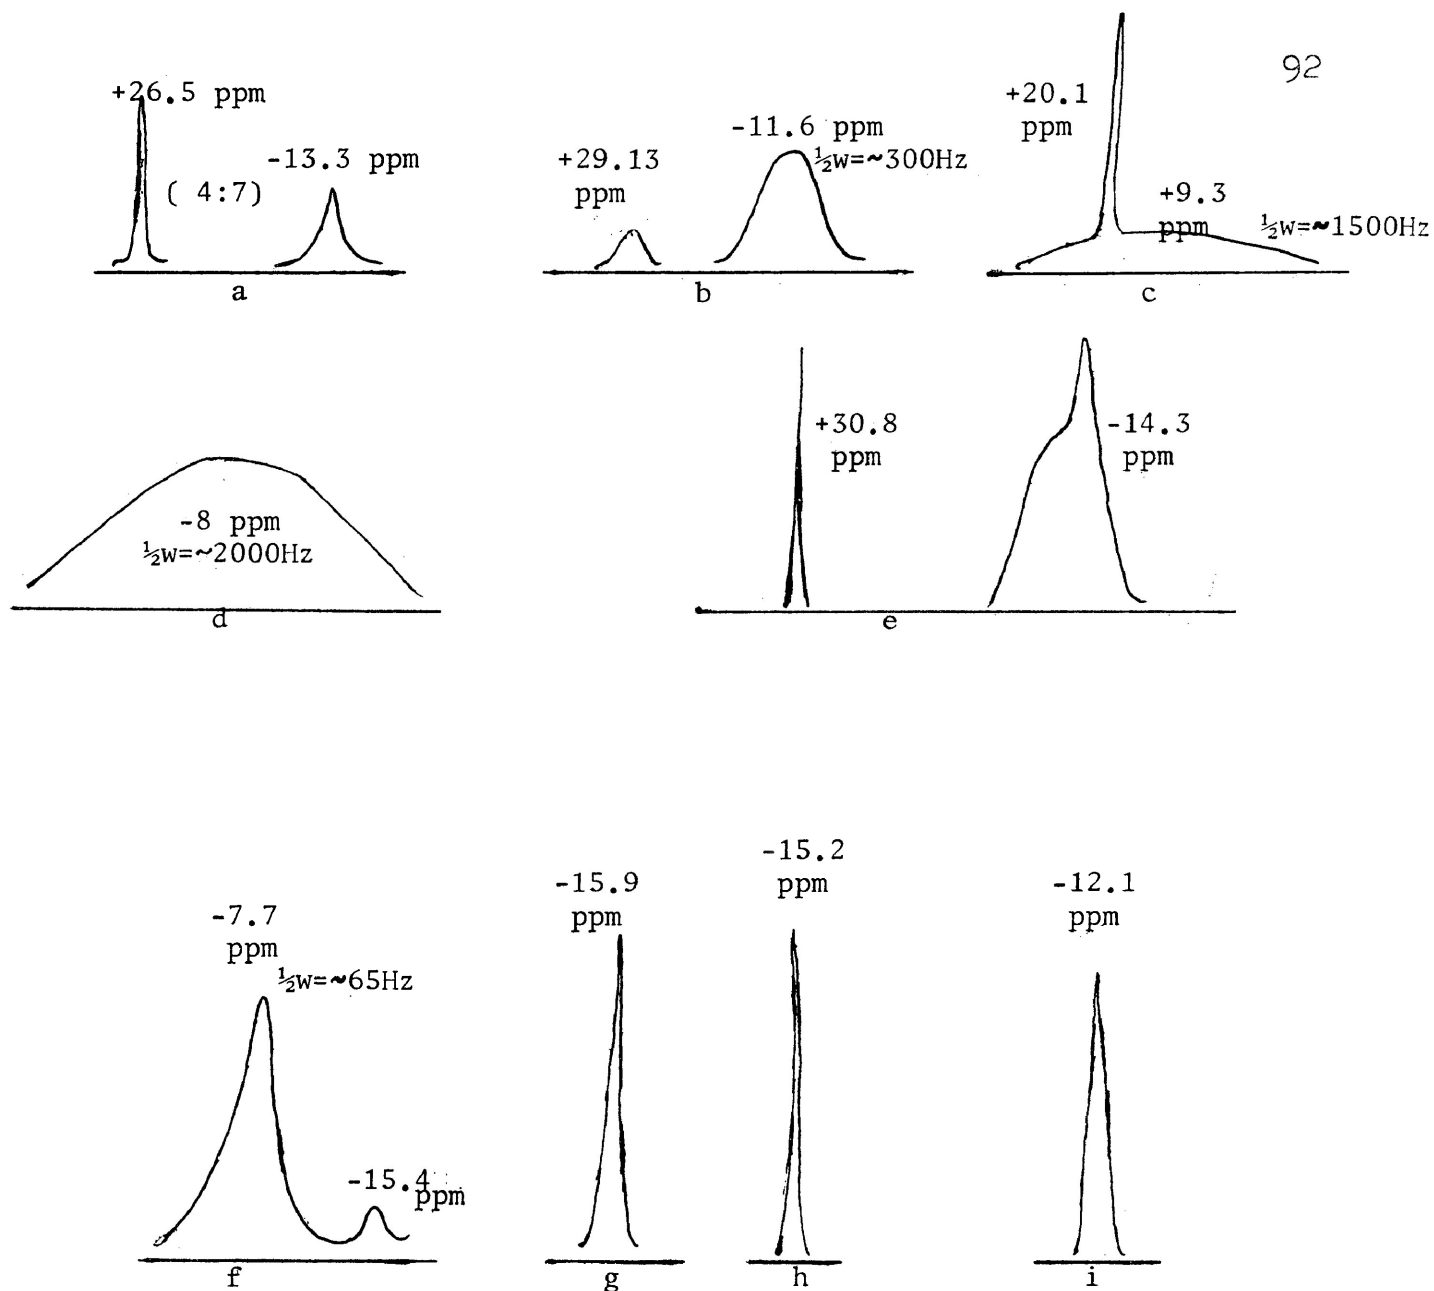 92
+26.5 ppm
-13.3 ppm
( 4:7)
a
+29.13
ppm
-11.6 ppm
½w=~300Hz
b
+20.1
ppm
+9.3
ppm
½w=~1500Hz
c
-8 ppm
½w=~2000Hz
d
+30.8
ppm
-14.3
ppm
e
-7.7
ppm
½w=~65Hz
-15.4
ppm
f
-15.9
ppm
g
-15.2
ppm
h
-12.1
ppm
i